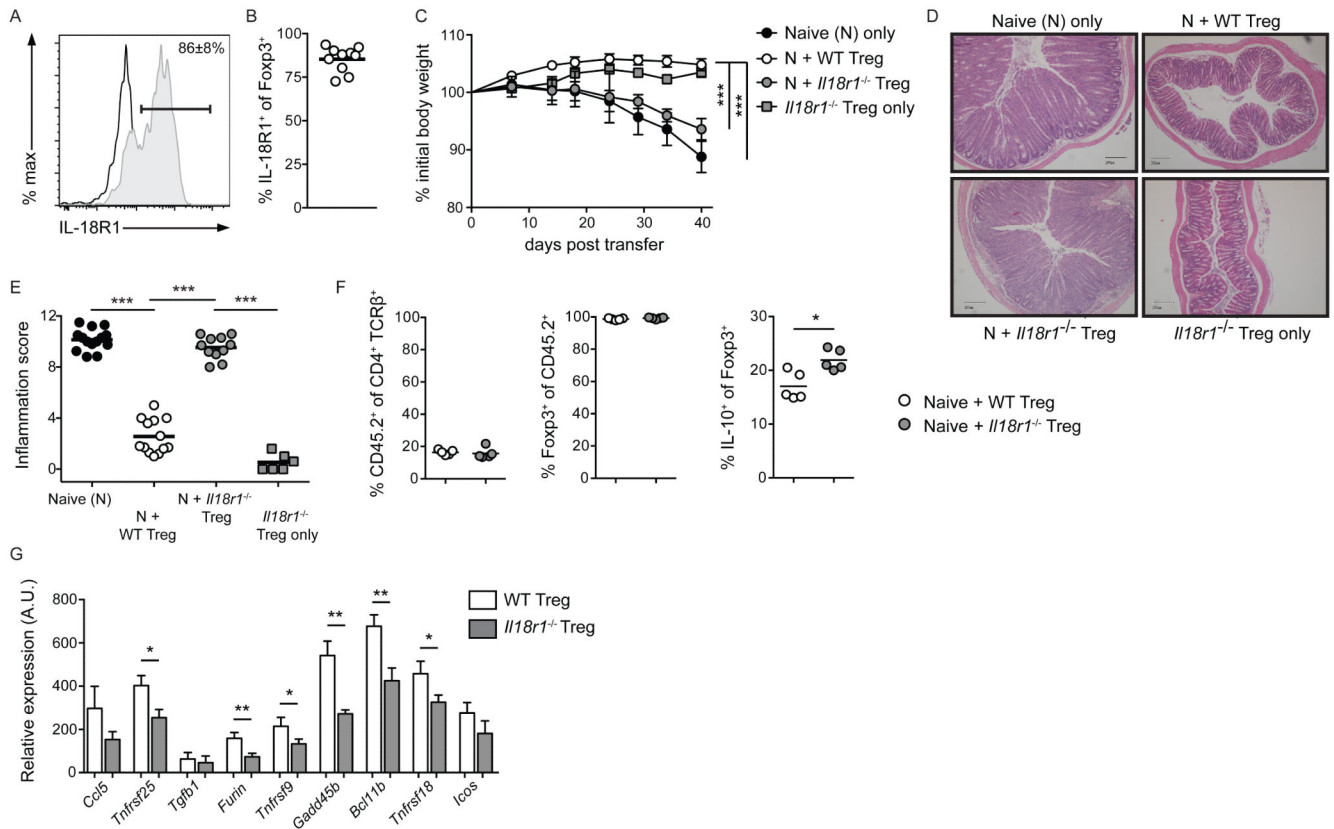 A
86±8%
% max
IL-18R1
B
% IL-18R1⁺ of Foxp3⁺
100
75
50
25
0
C
% initial body weight
110
100
90
80
0 10 20 30 40
days post transfer
Naive (N) only
N + WT Treg
N + Il18r1⁻/⁻ Treg
Il18r1⁻/⁻ Treg only
***
***
D
Naive (N) only
N + WT Treg
N + Il18r1⁻/⁻ Treg
Il18r1⁻/⁻ Treg only
E
Inflammation score
12
8
4
0
*** *** ***
Naive (N)
N +
WT Treg
N + Il18r1⁻/⁻
Treg
Il18r1⁻/⁻
Treg only
F
% CD45.2⁺ of CD4⁺ TCRβ⁺
100
80
60
40
20
0
% Foxp3⁺ of CD45.2⁺
100
80
60
40
20
0
% IL-10⁺ of Foxp3⁺
30
20
10
0
*
Naive + WT Treg
Naive + Il18r1⁻/⁻ Treg
G
Relative expression (A.U.)
800
600
400
200
0
* ** * ** ** *
WT Treg
Il18r1⁻/⁻ Treg
Ccl5
Tnfrsf25
Tgfb1
Furin
Tnfrsf9
Gadd45b
Bcl11b
Tnfrsf18
Icos